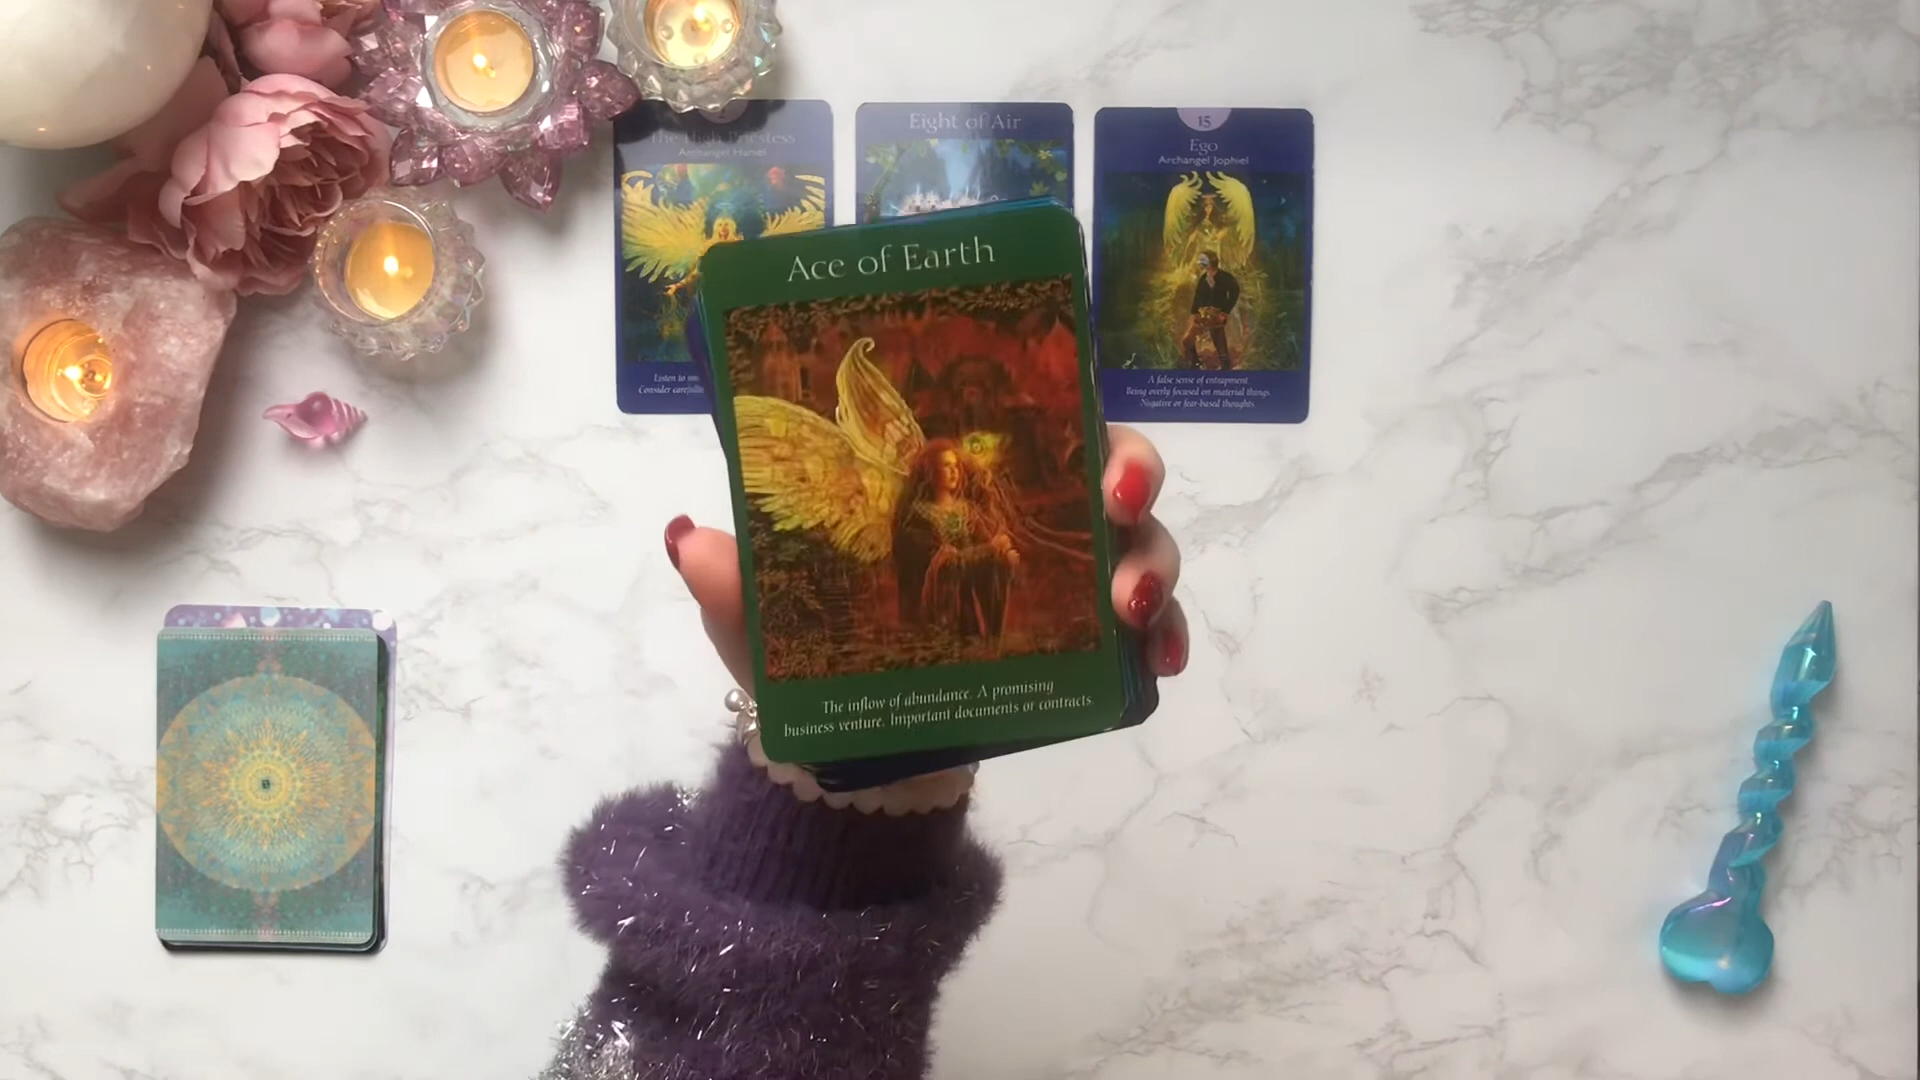 The High Priestess
Archangel Haniel
Listen to
Consider carefully
Eight of Air
15
Ego
Archangel Jophiel
A false sense of entrapment
Being overly focused on material things
Negative or fear-based thoughts
Ace of Earth
The inflow of abundance. A promising
business venture. Important documents or contracts.